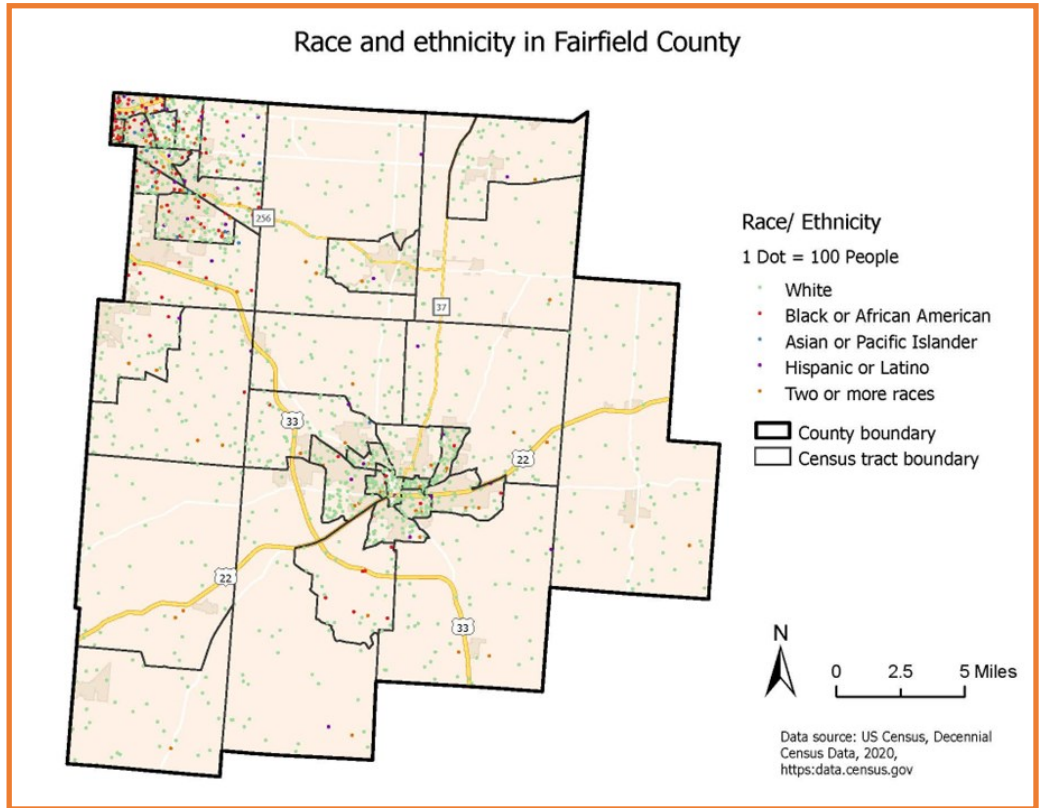 Race and ethnicity in Fairfield County
256
37
33
22
22
33
Race/ Ethnicity
1 Dot = 100 People
White
Black or African American
Asian or Pacific Islander
Hispanic or Latino
Two or more races
County boundary
Census tract boundary
N
0 2.5 5 Miles
Data source: US Census, Decennial
Census Data, 2020,
https:data.census.gov